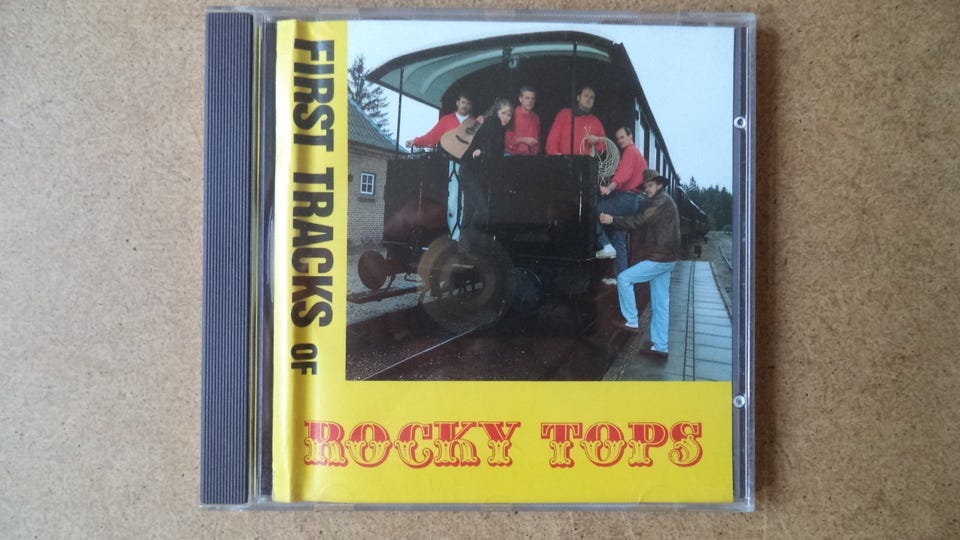 FIRST TRACKS OF
ROCKY TOPS